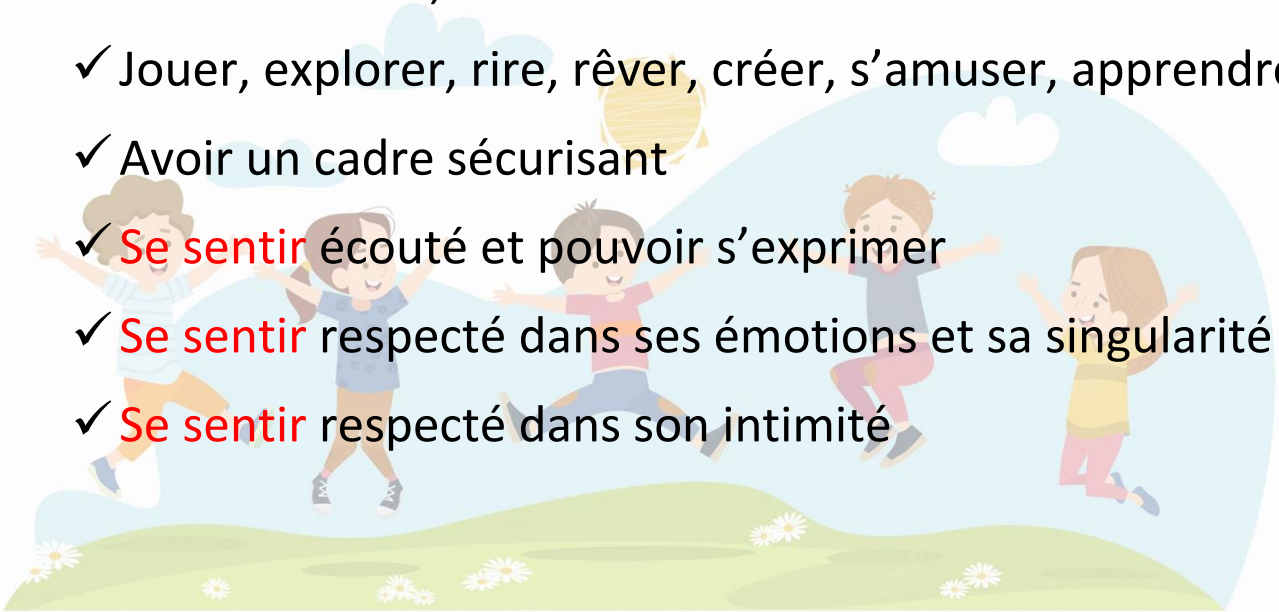 ✓ Jouer, explorer, rire, rêver, créer, s’amuser, apprendre
✓ Avoir un cadre sécurisant
✓ Se sentir écouté et pouvoir s’exprimer
✓ Se sentir respecté dans ses émotions et sa singularité
✓ Se sentir respecté dans son intimité